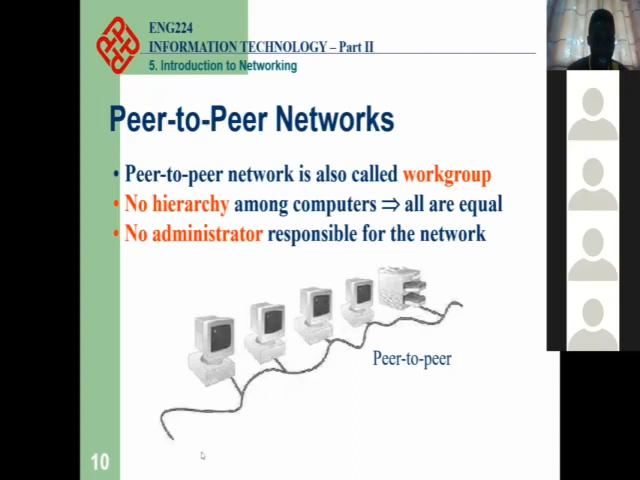 ENG224
INFORMATION TECHNOLOGY – Part II
5. Introduction to Networking
Peer-to-Peer Networks
• Peer-to-peer network is also called workgroup
• No hierarchy among computers ⇒ all are equal
• No administrator responsible for the network
Peer-to-peer
10